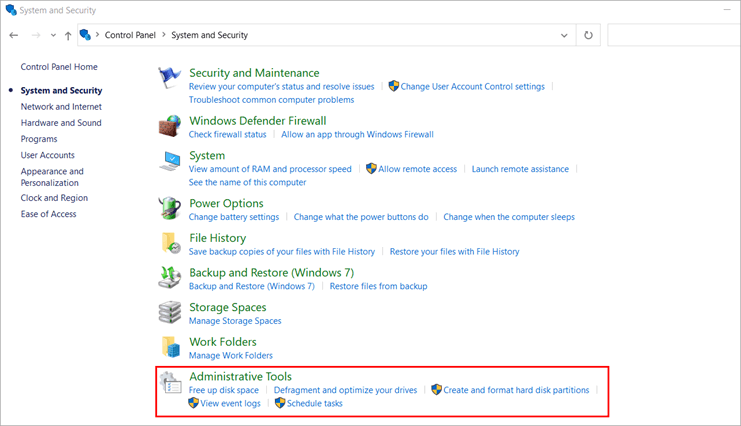 System and Security
Control Panel > System and Security
Control Panel Home
System and Security
Network and Internet
Hardware and Sound
Programs
User Accounts
Appearance and
Personalization
Clock and Region
Ease of Access
Security and Maintenance
Review your computer's status and resolve issues | Change User Account Control settings |
Troubleshoot common computer problems
Windows Defender Firewall
Check firewall status | Allow an app through Windows Firewall
System
View amount of RAM and processor speed | Allow remote access | Launch remote assistance |
See the name of this computer
Power Options
Change battery settings | Change what the power buttons do | Change when the computer sleeps
File History
Save backup copies of your files with File History | Restore your files with File History
Backup and Restore (Windows 7)
Backup and Restore (Windows 7) | Restore files from backup
Storage Spaces
Manage Storage Spaces
Work Folders
Manage Work Folders
Administrative Tools
Free up disk space | Defragment and optimize your drives | Create and format hard disk partitions |
View event logs | Schedule tasks